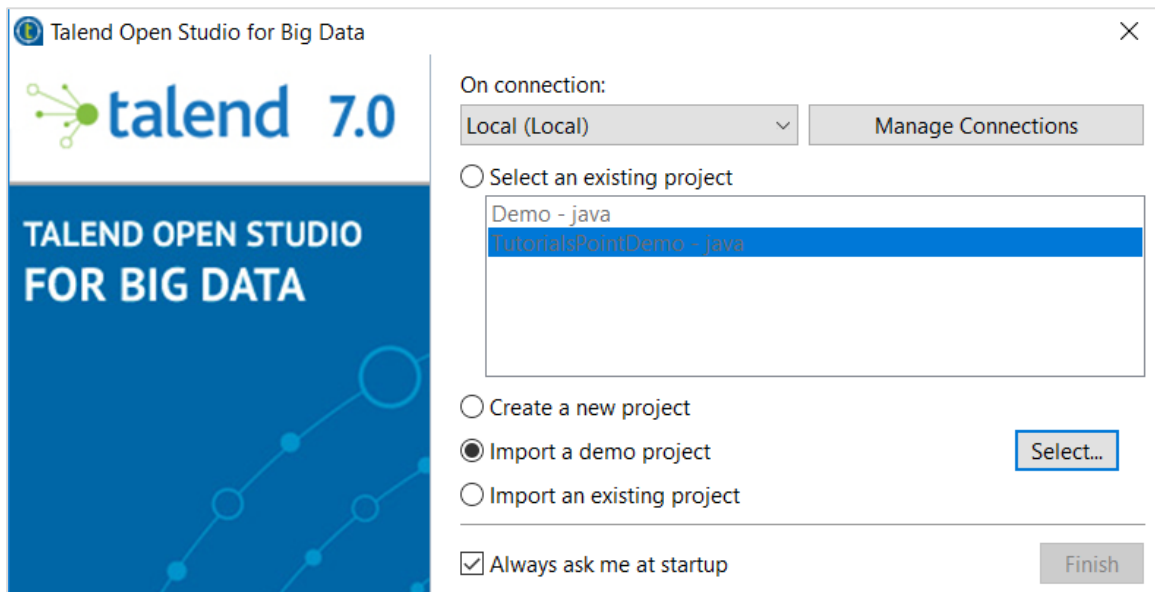 Talend Open Studio for Big Data
talend 7.0
TALEND OPEN STUDIO
FOR BIG DATA
On connection:
Local (Local)
Manage Connections
Select an existing project
Demo - java
TutorialsPointDemo - java
Create a new project
Import a demo project
Select...
Import an existing project
Always ask me at startup
Finish